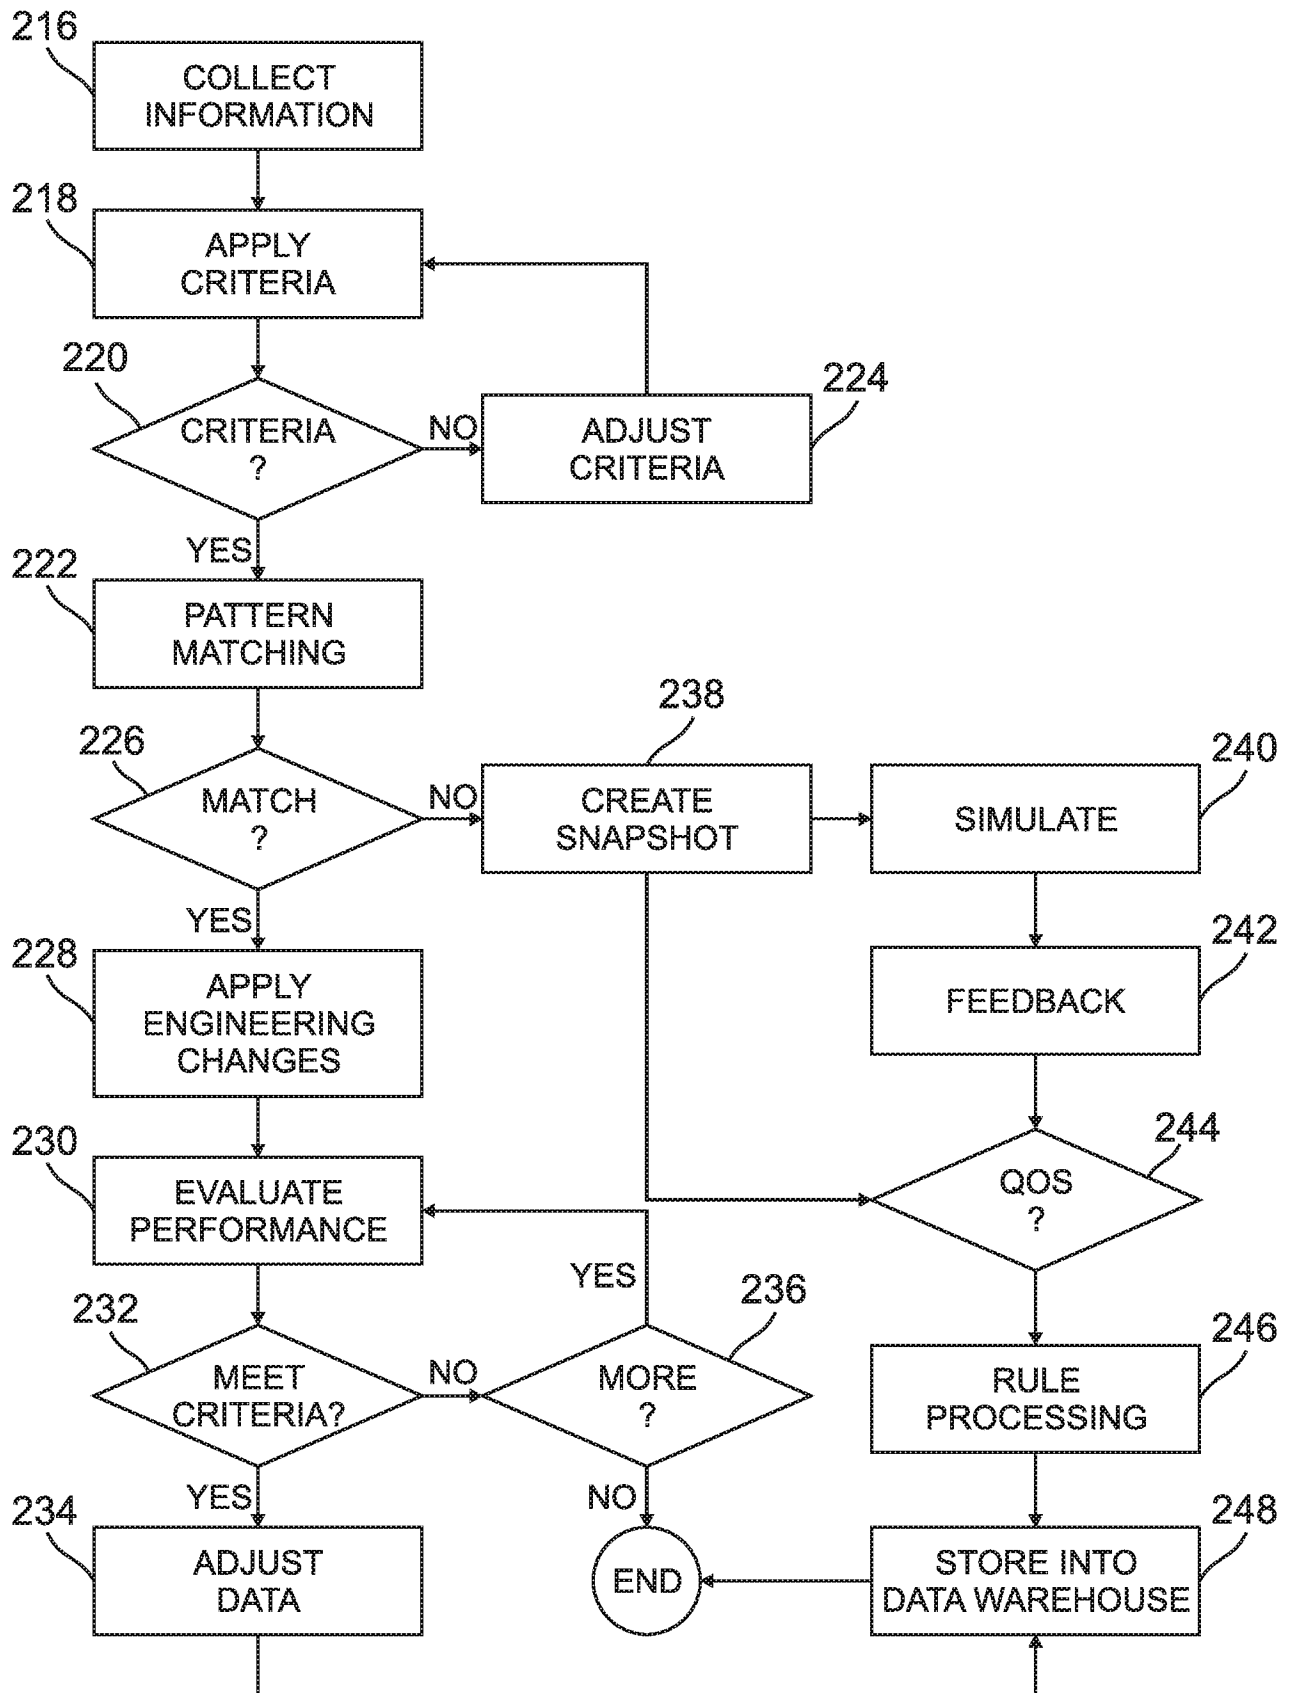 216
COLLECT
INFORMATION
218
APPLY
CRITERIA
220
CRITERIA
?
NO
ADJUST
CRITERIA
224
YES
222
PATTERN
MATCHING
226
MATCH
?
NO
238
CREATE
SNAPSHOT
240
SIMULATE
YES
228
APPLY
ENGINEERING
CHANGES
242
FEEDBACK
230
EVALUATE
PERFORMANCE
244
QOS
?
YES
232
MEET
CRITERIA?
NO
236
MORE
?
246
RULE
PROCESSING
YES
234
ADJUST
DATA
NO
END
248
STORE INTO
DATA WAREHOUSE